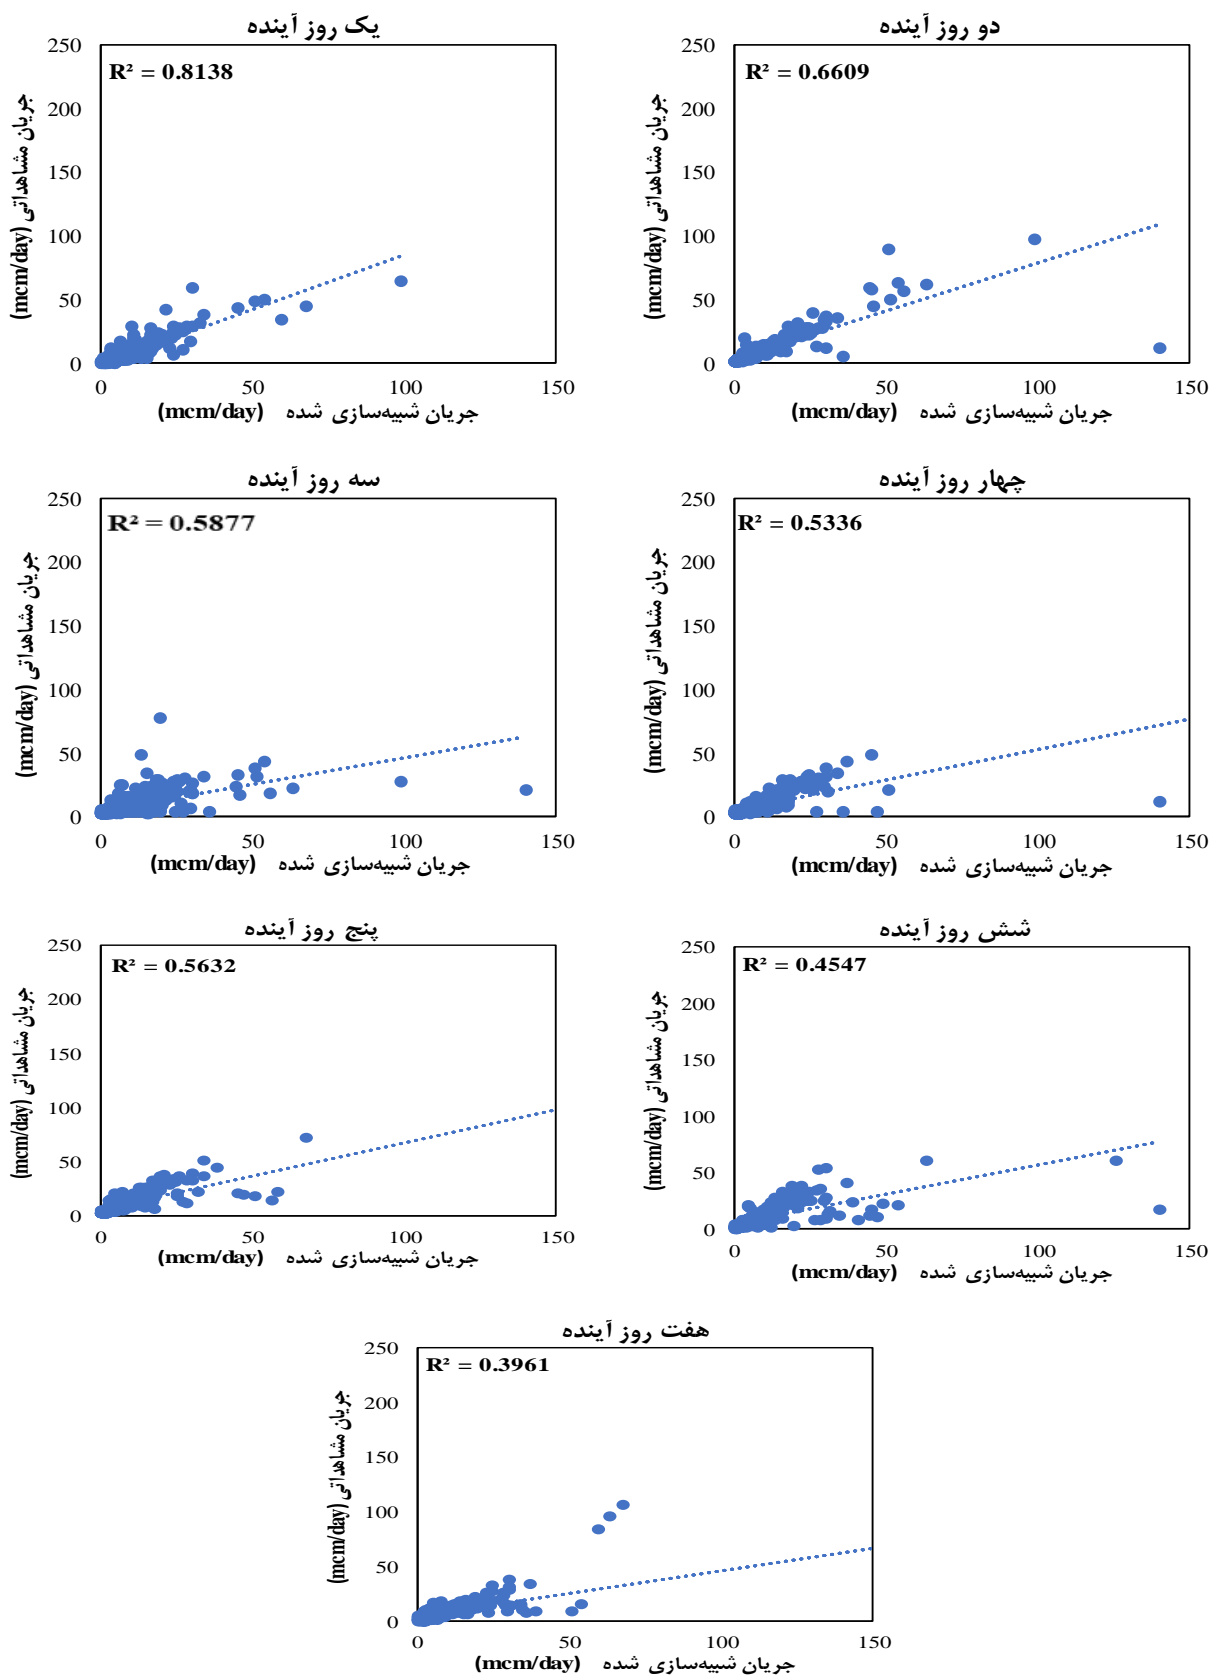 یک روز آینده
R² = 0.8138
جریان مشاهداتی (mcm/day)
250
200
150
100
50
0
0 50 100 150
جریان شبیه‌سازی شده (mcm/day)
دو روز آینده
R² = 0.6609
جریان مشاهداتی (mcm/day)
250
200
150
100
50
0
0 50 100 150
جریان شبیه‌سازی شده (mcm/day)
سه روز آینده
R² = 0.5877
جریان مشاهداتی (mcm/day)
250
200
150
100
50
0
0 50 100 150
جریان شبیه‌سازی شده (mcm/day)
چهار روز آینده
R² = 0.5336
جریان مشاهداتی (mcm/day)
250
200
150
100
50
0
0 50 100 150
جریان شبیه‌سازی شده (mcm/day)
پنج روز آینده
R² = 0.5632
جریان مشاهداتی (mcm/day)
250
200
150
100
50
0
0 50 100 150
جریان شبیه‌سازی شده (mcm/day)
شش روز آینده
R² = 0.4547
جریان مشاهداتی (mcm/day)
250
200
150
100
50
0
0 50 100 150
جریان شبیه‌سازی شده (mcm/day)
هفت روز آینده
R² = 0.3961
جریان مشاهداتی (mcm/day)
250
200
150
100
50
0
0 50 100 150
جریان شبیه‌سازی شده (mcm/day)